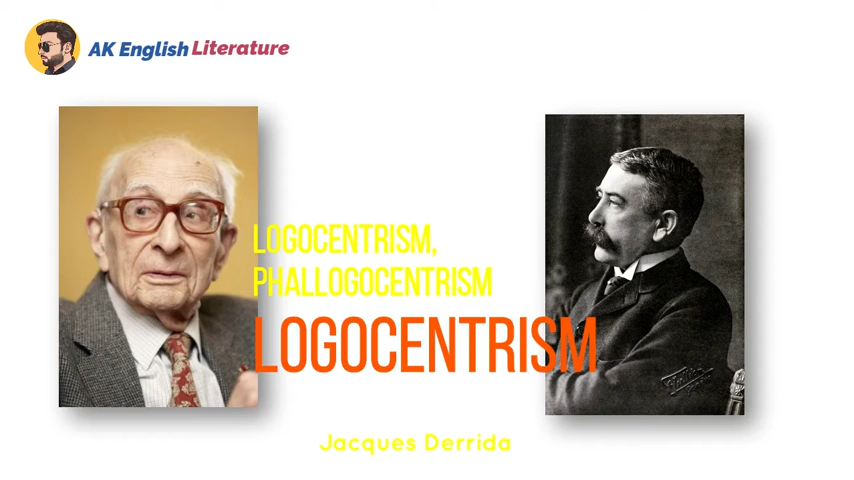 AK English Literature
LOGOCENTRISM,
PHALLOGOCENTRISM
LOGOCENTRISM
Jacques Derrida